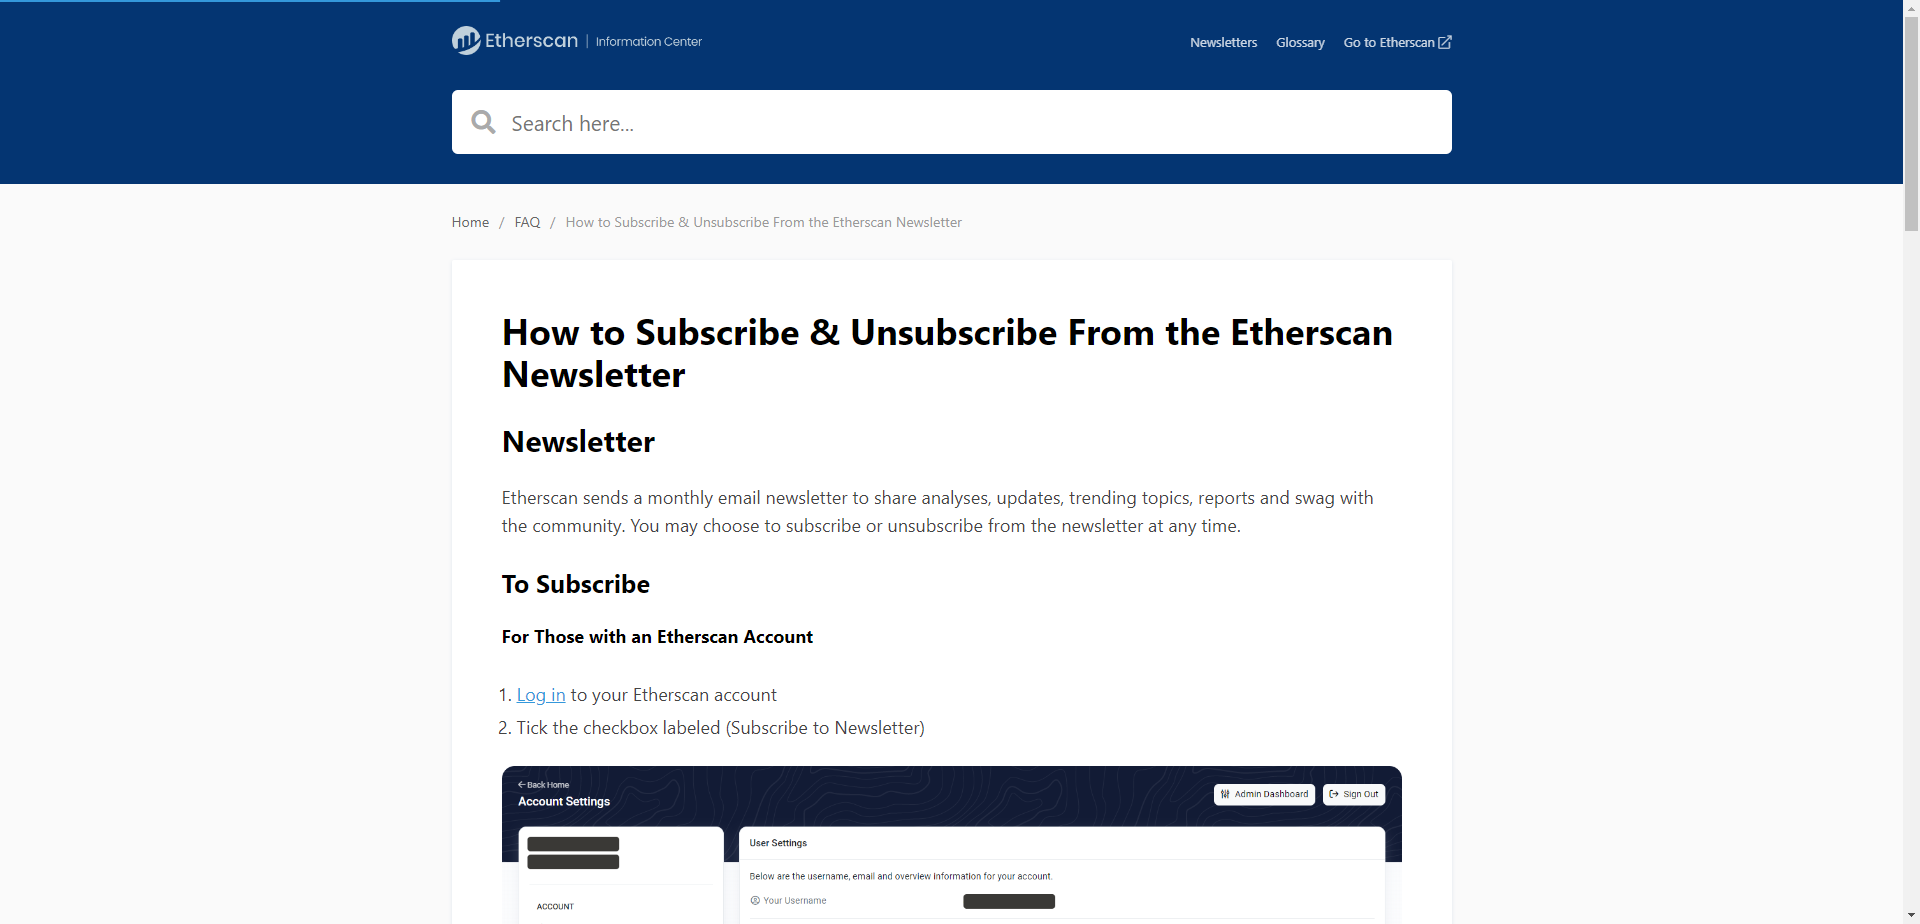 Etherscan | Information Center
Newsletters Glossary Go to Etherscan
Search here...
Home / FAQ / How to Subscribe & Unsubscribe From the Etherscan Newsletter
How to Subscribe & Unsubscribe From the Etherscan
Newsletter
Newsletter
Etherscan sends a monthly email newsletter to share analyses, updates, trending topics, reports and swag with
the community. You may choose to subscribe or unsubscribe from the newsletter at any time.
To Subscribe
For Those with an Etherscan Account
1. Log in to your Etherscan account
2. Tick the checkbox labeled (Subscribe to Newsletter)
Back Home
Account Settings
Admin Dashboard Sign Out
User Settings
Below are the username, email and overview information for your account.
Your Username
ACCOUNT